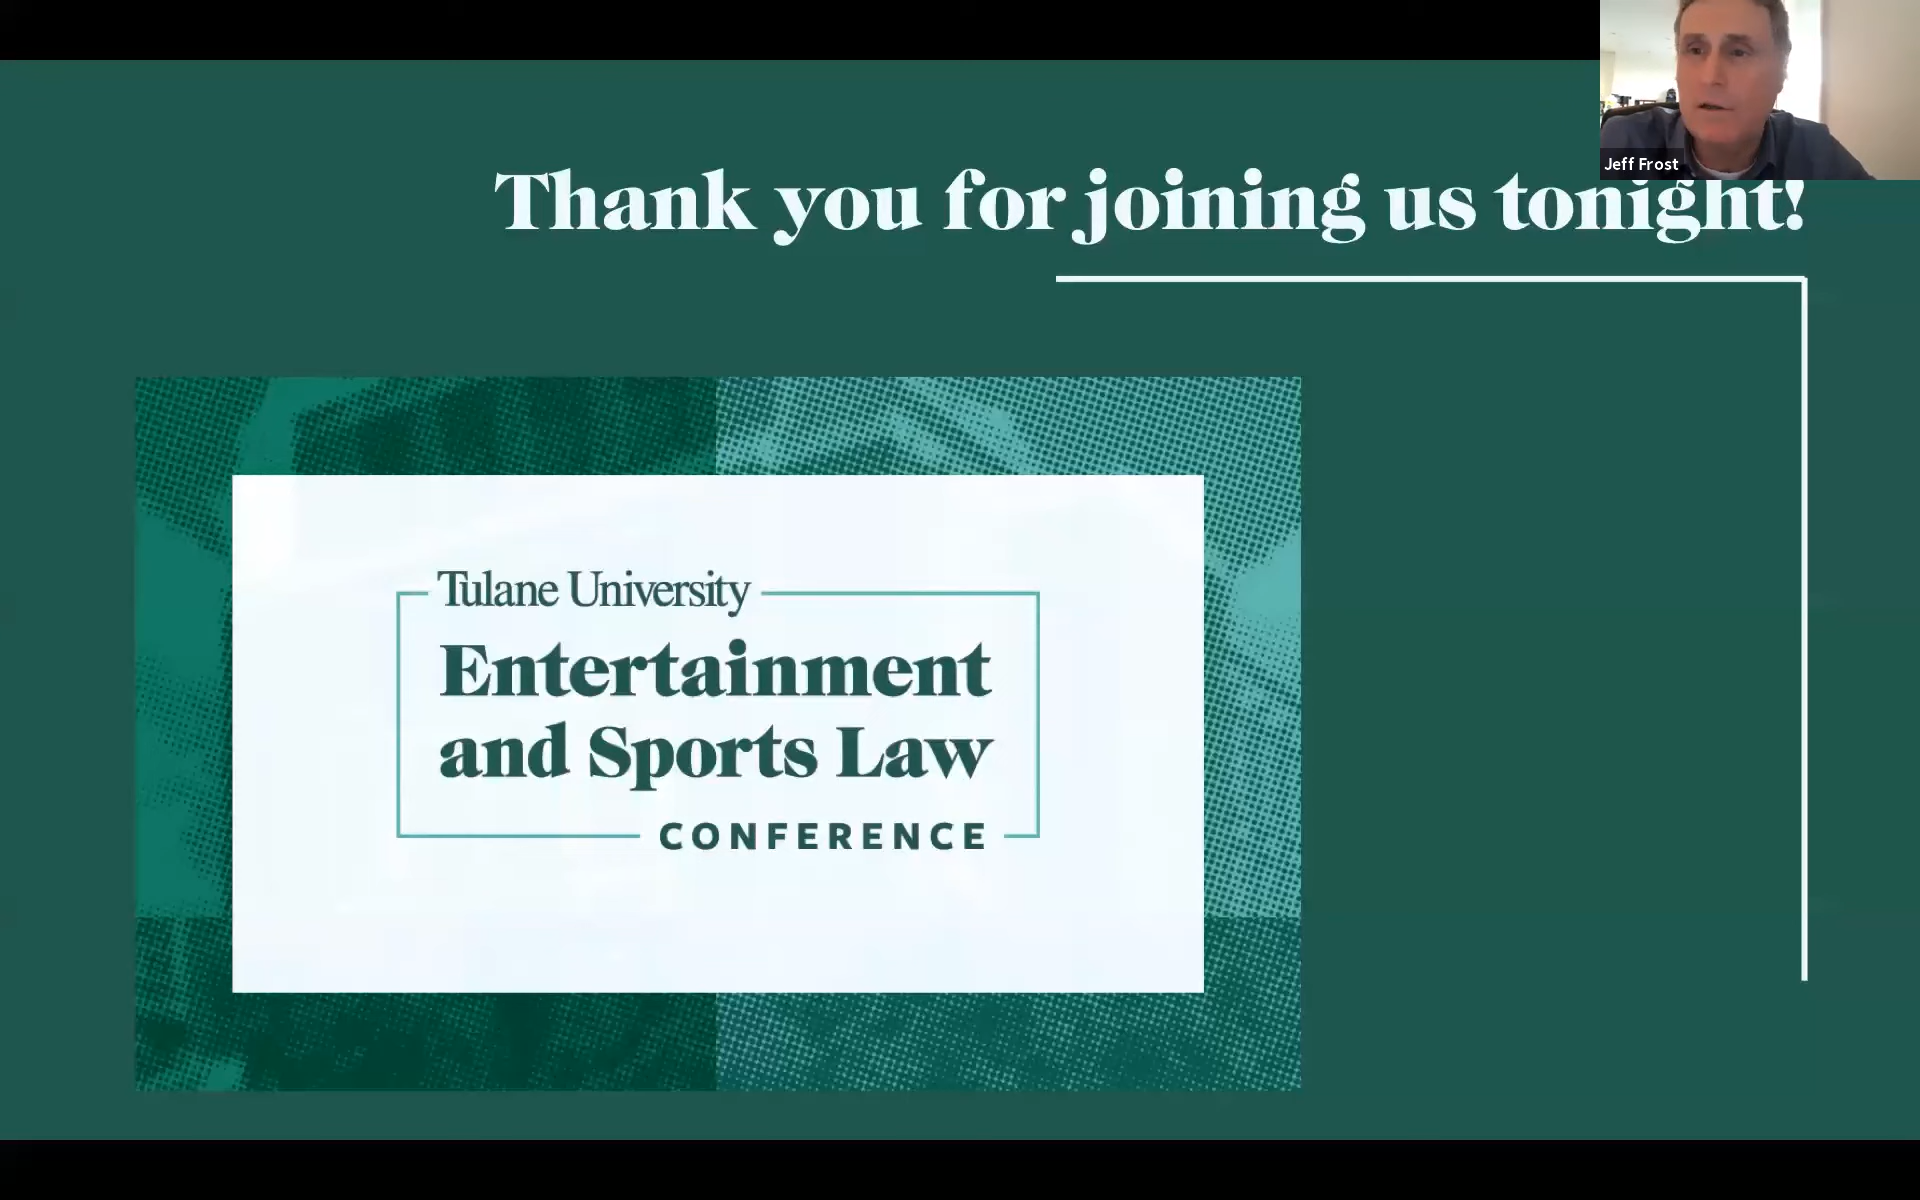 Jeff Frost
Thank you for joining us tonight!
Tulane University
Entertainment
and Sports Law
CONFERENCE